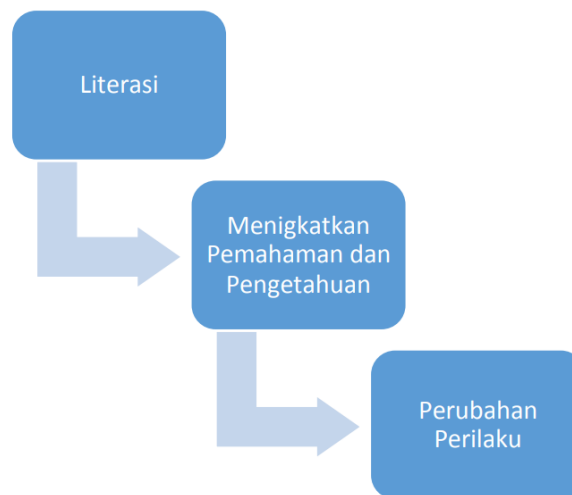 Literasi
Menigkatkan
Pemahaman dan
Pengetahuan
Perubahan
Perilaku